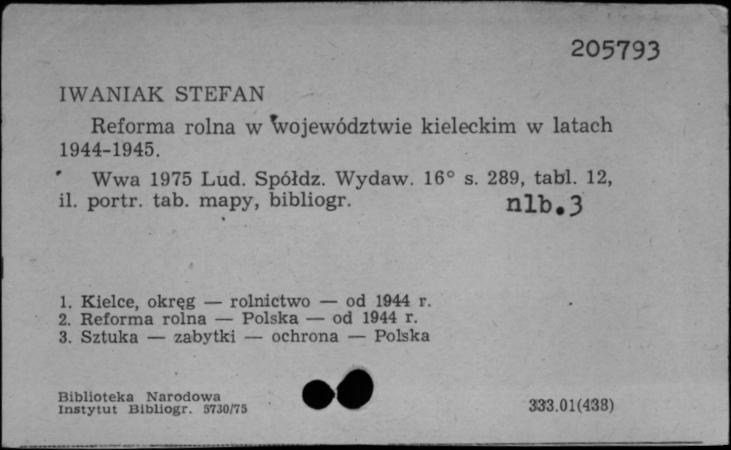 205793
IWANIAK STEFAN
Reforma rolna w województwie kieleckim w latach
1944-1945.
Wwa 1975 Lud. Spółdz. Wydaw. 16° s. 289, tabl. 12,
il. portr. tab. mapy, bibliogr. nlb.3
1. Kielce, okręg — rolnictwo — od 1944 r.
2. Reforma rolna — Polska — od 1944 r.
3. Sztuka — zabytki — ochrona — Polska
Biblioteka Narodowa
Instytut Bibliogr. 5730/75 333.01(438)